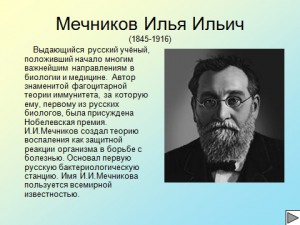 Мечников Илья Ильич
(1845-1916)
Выдающийся русский учёный,
положивший начало многим
важнейшим направлениям в
биологии и медицине. Автор
знаменитой фагоцитарной
теории иммунитета, за которую
ему, первому из русских
биологов, была присуждена
Нобелевская премия.
И.И.Мечников создал теорию
воспаления как защитной
реакции организма в борьбе с
болезнью. Основал первую
русскую бактериологическую
станцию. Имя И.И.Мечникова
пользуется всемирной
известностью.